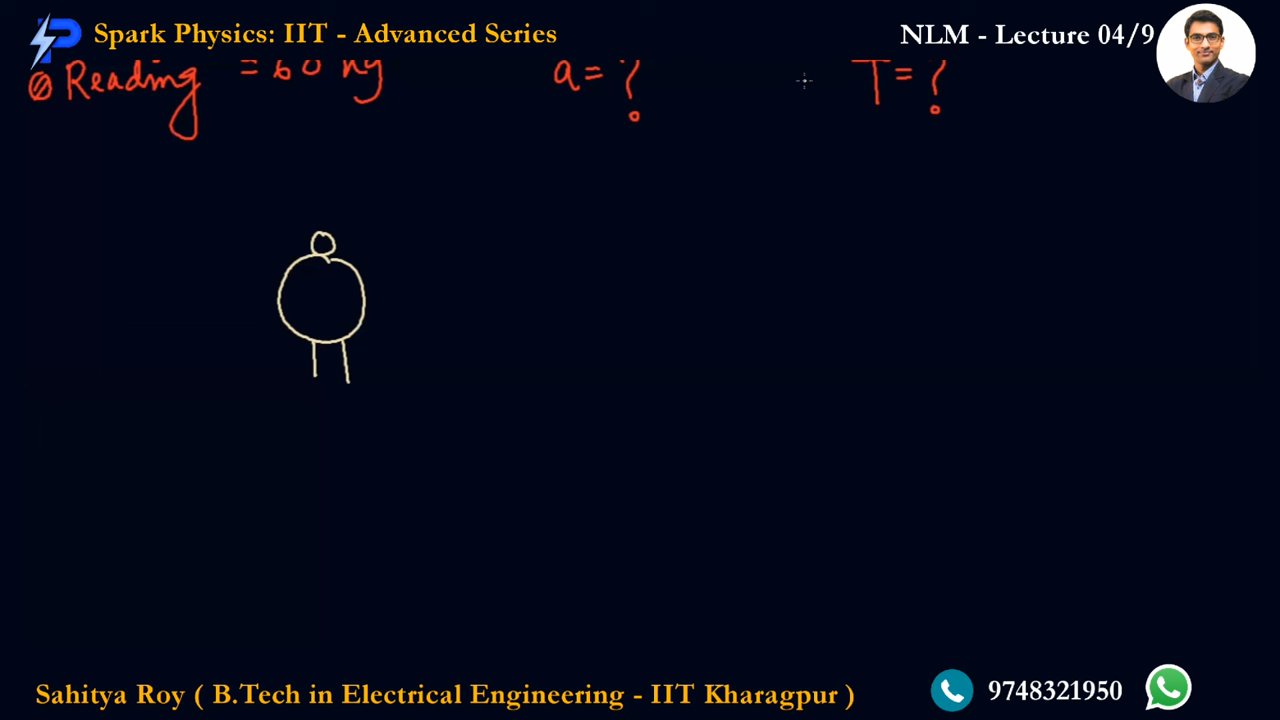 Spark Physics: IIT - Advanced Series
NLM - Lecture 04/9
Reading = 60 kg
a = ?
T = ?
Sahitya Roy ( B.Tech in Electrical Engineering - IIT Kharagpur )
9748321950